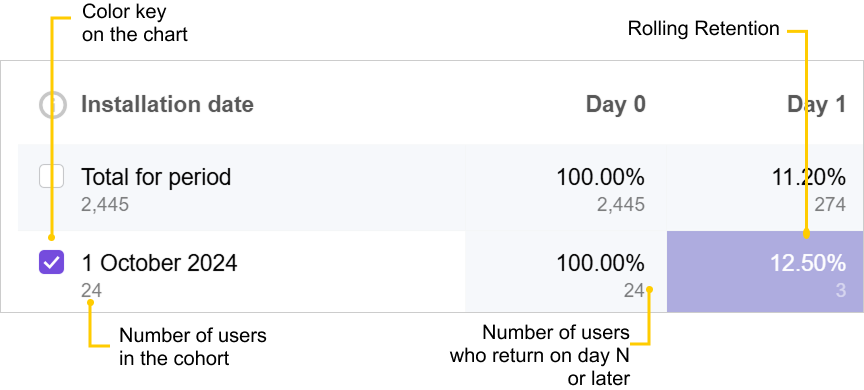 Color key
on the chart
Rolling Retention
Installation date Day 0 Day 1
Total for period 100.00% 11.20%
2,445 2,445 274
1 October 2024 100.00% 12.50%
24 24 3
Number of users
in the cohort
Number of users
who return on day N
or later